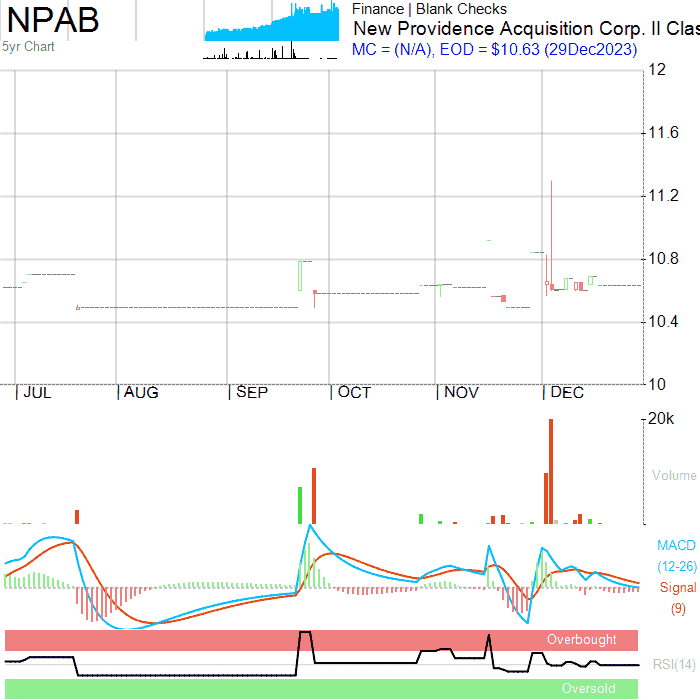 NPAB
5yr Chart
Finance | Blank Checks
New Providence Acquisition Corp. II Clas
MC = (N/A), EOD = $10.63 (29Dec2023)
12
11.6
11.2
10.8
10.4
10
JUL AUG SEP OCT NOV DEC
20k
Volume
MACD
(12-26)
Signal
(9)
Overbought
RSI(14)
Oversold